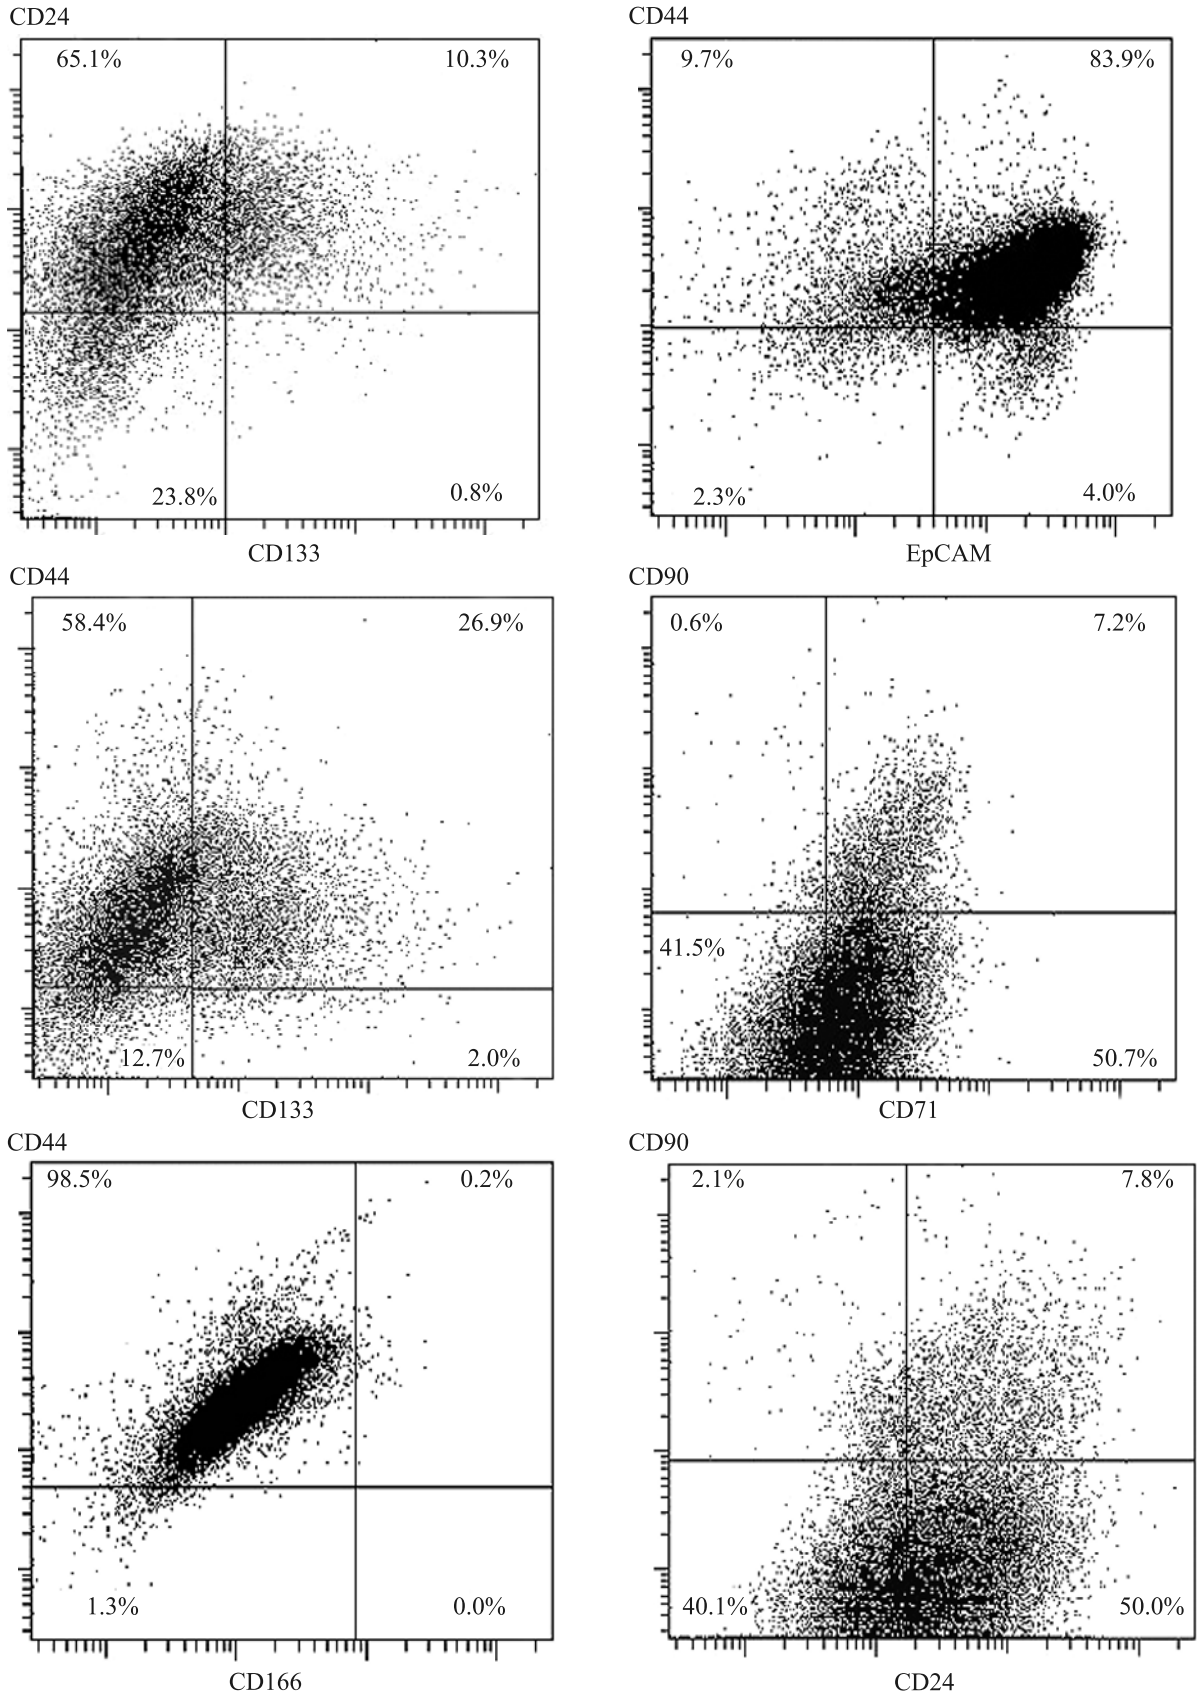 CD24
65.1%
10.3%
23.8%
0.8%
CD133
CD44
9.7%
83.9%
2.3%
4.0%
EpCAM
CD44
58.4%
26.9%
12.7%
2.0%
CD133
CD90
0.6%
7.2%
41.5%
50.7%
CD71
CD44
98.5%
0.2%
1.3%
0.0%
CD166
CD90
2.1%
7.8%
40.1%
50.0%
CD24